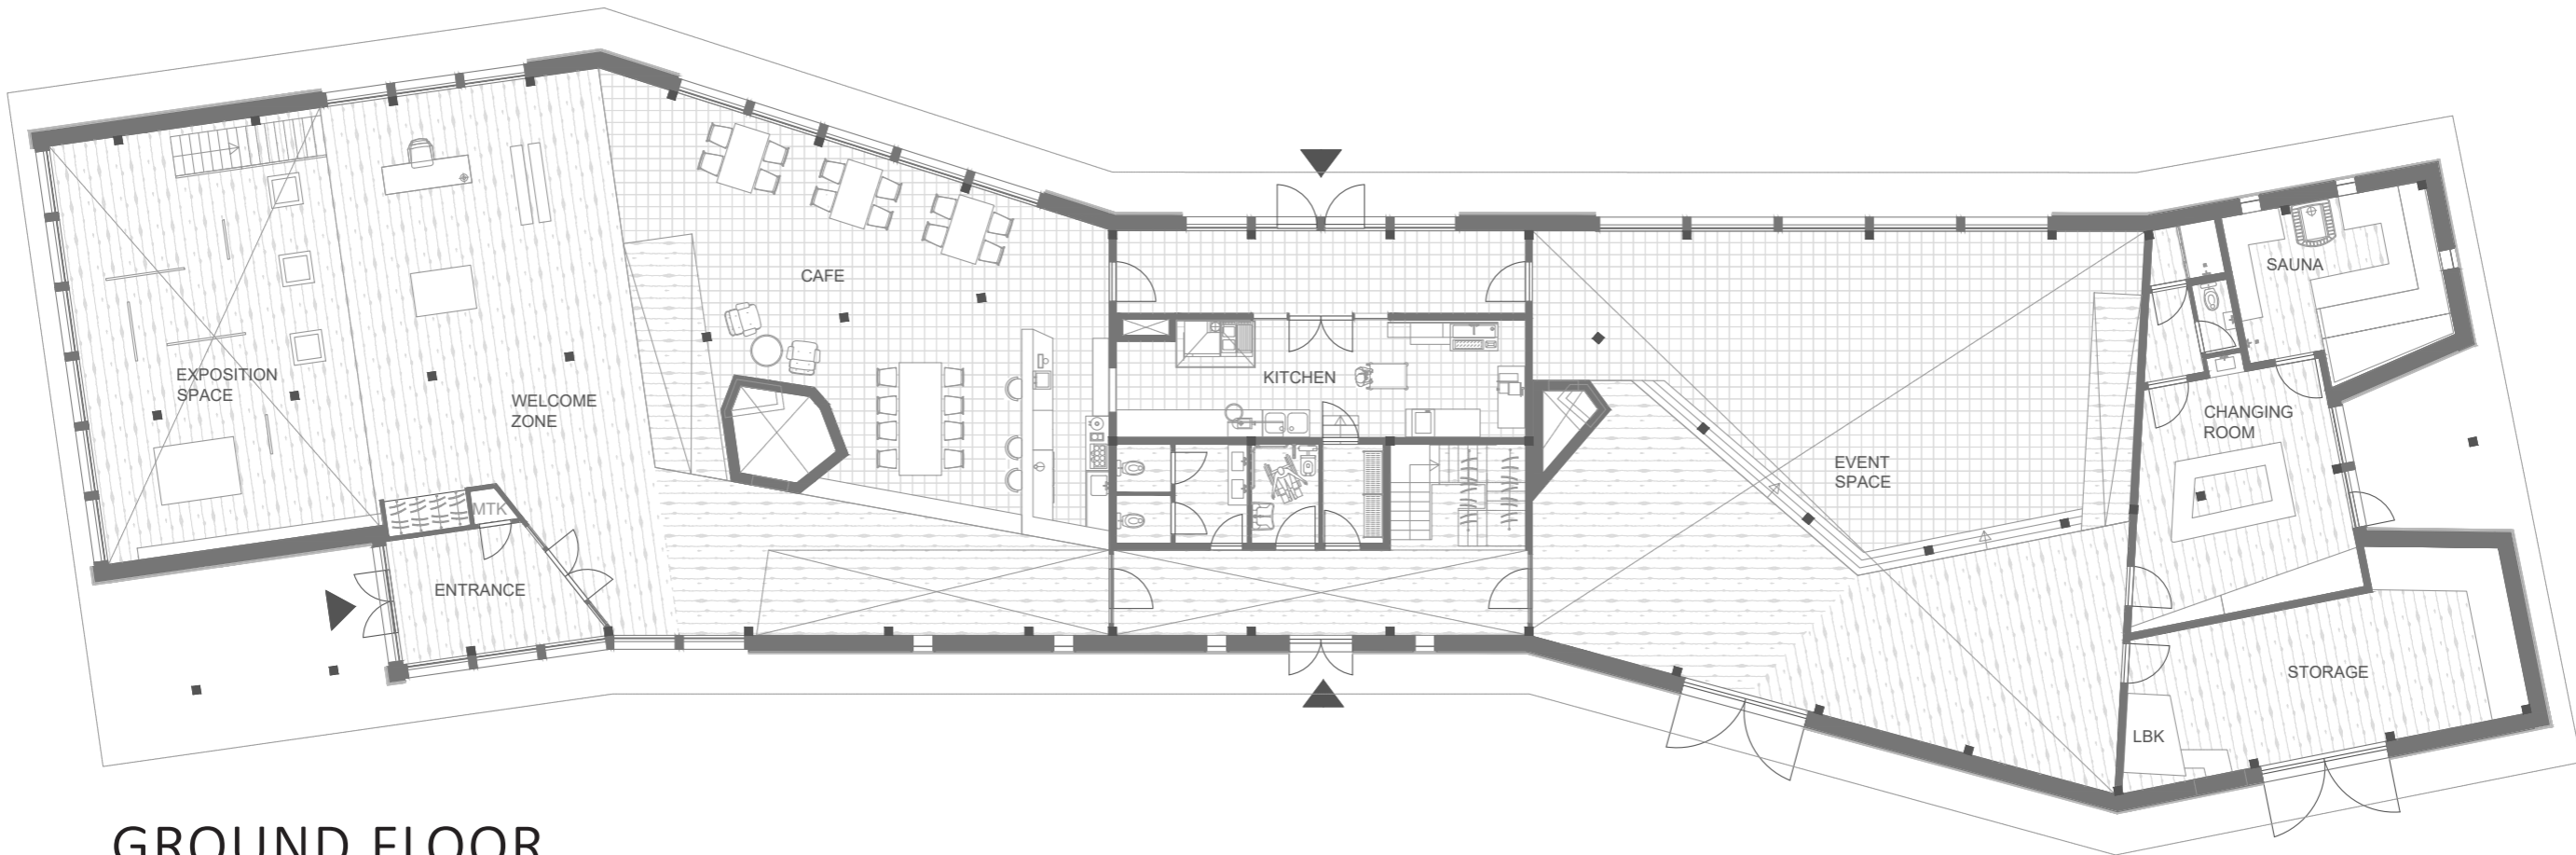 SAUNA
CAFE
EXPOSITION
SPACE
KITCHEN
WELCOME
ZONE
CHANGING
ROOM
EVENT
SPACE
MTK
ENTRANCE
STORAGE
LBK
GROUND FLOOR